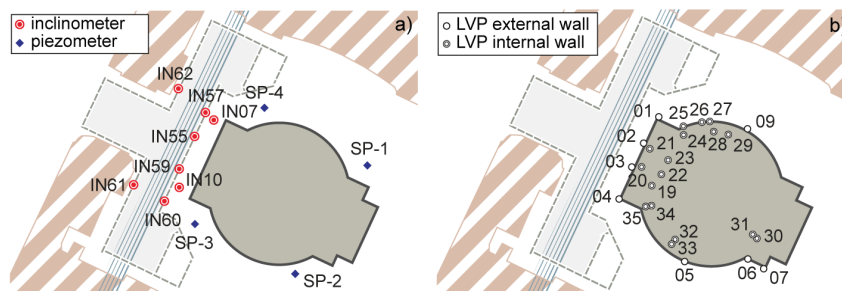 inclinometer
piezometer
a)
IN62
IN57
SP-4
IN07
IN55
SP-1
IN59
IN10
IN61
IN60
SP-3
SP-2
LVP external wall
LVP internal wall
b)
01
25
26
27
09
02
21
24
28
29
03
23
20
22
04
19
35
34
31
30
32
33
05
06
07